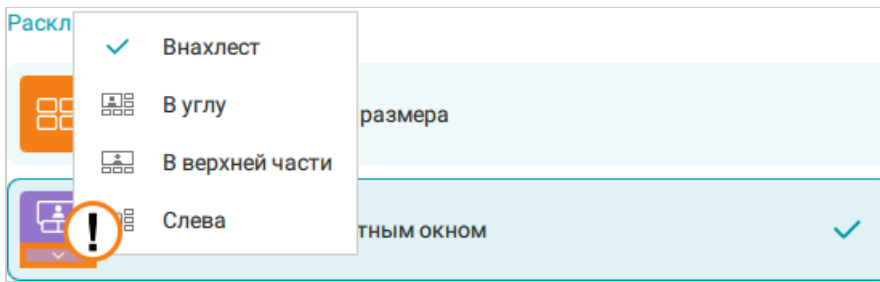 Раскл
Внахлест
В углу
размера
В верхней части
Слева
!
тным окном